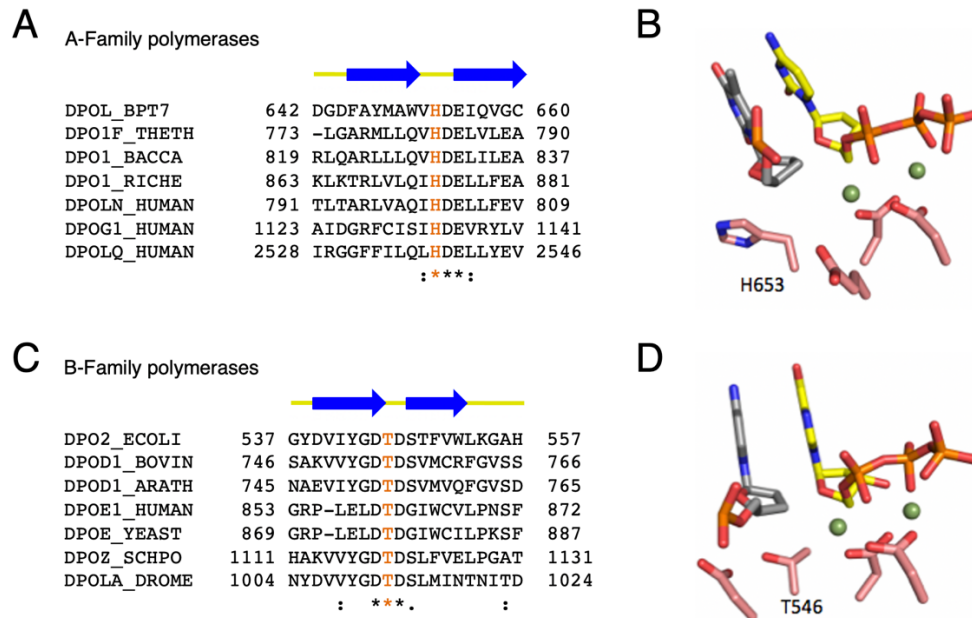 A
A-Family polymerases
DPOL_BPT7 642 DGDFAYMAWVHDEIQVGC 660
DPO1F_THETH 773 -LGARMLLQVHDELVLEA 790
DPO1_BACCA 819 RLQARLLLQVHDELILEA 837
DPO1_RICHE 863 KLKTRLVLQIHDELLFEA 881
DPOLN_HUMAN 791 TLTARLVAQIHDELLFEV 809
DPOG1_HUMAN 1123 AIDGRFCISIHDEVRYLV 1141
DPOLQ_HUMAN 2528 IRGGFFILQLHDELLYEV 2546
:***:
B
H653
C
B-Family polymerases
DPO2_ECOLI 537 GYDVIYGDTDSTFVWLKGAH 557
DPOD1_BOVIN 746 SAKVVYGDTDSVMCRFGVSS 766
DPOD1_ARATH 745 NAEVIYGDTDSVMVQFGVSD 765
DPOE1_HUMAN 853 GRP-LELDTDGIWCVLPNSF 872
DPOE_YEAST 869 GRP-LELDTDGIWCILPKSF 887
DPOZ_SCHPO 1111 HAKVVYGDTDSLFVELPGAT 1131
DPOLA_DROME 1004 NYDVVYGDTDSLMINTNITD 1024
: ***. :
D
T546